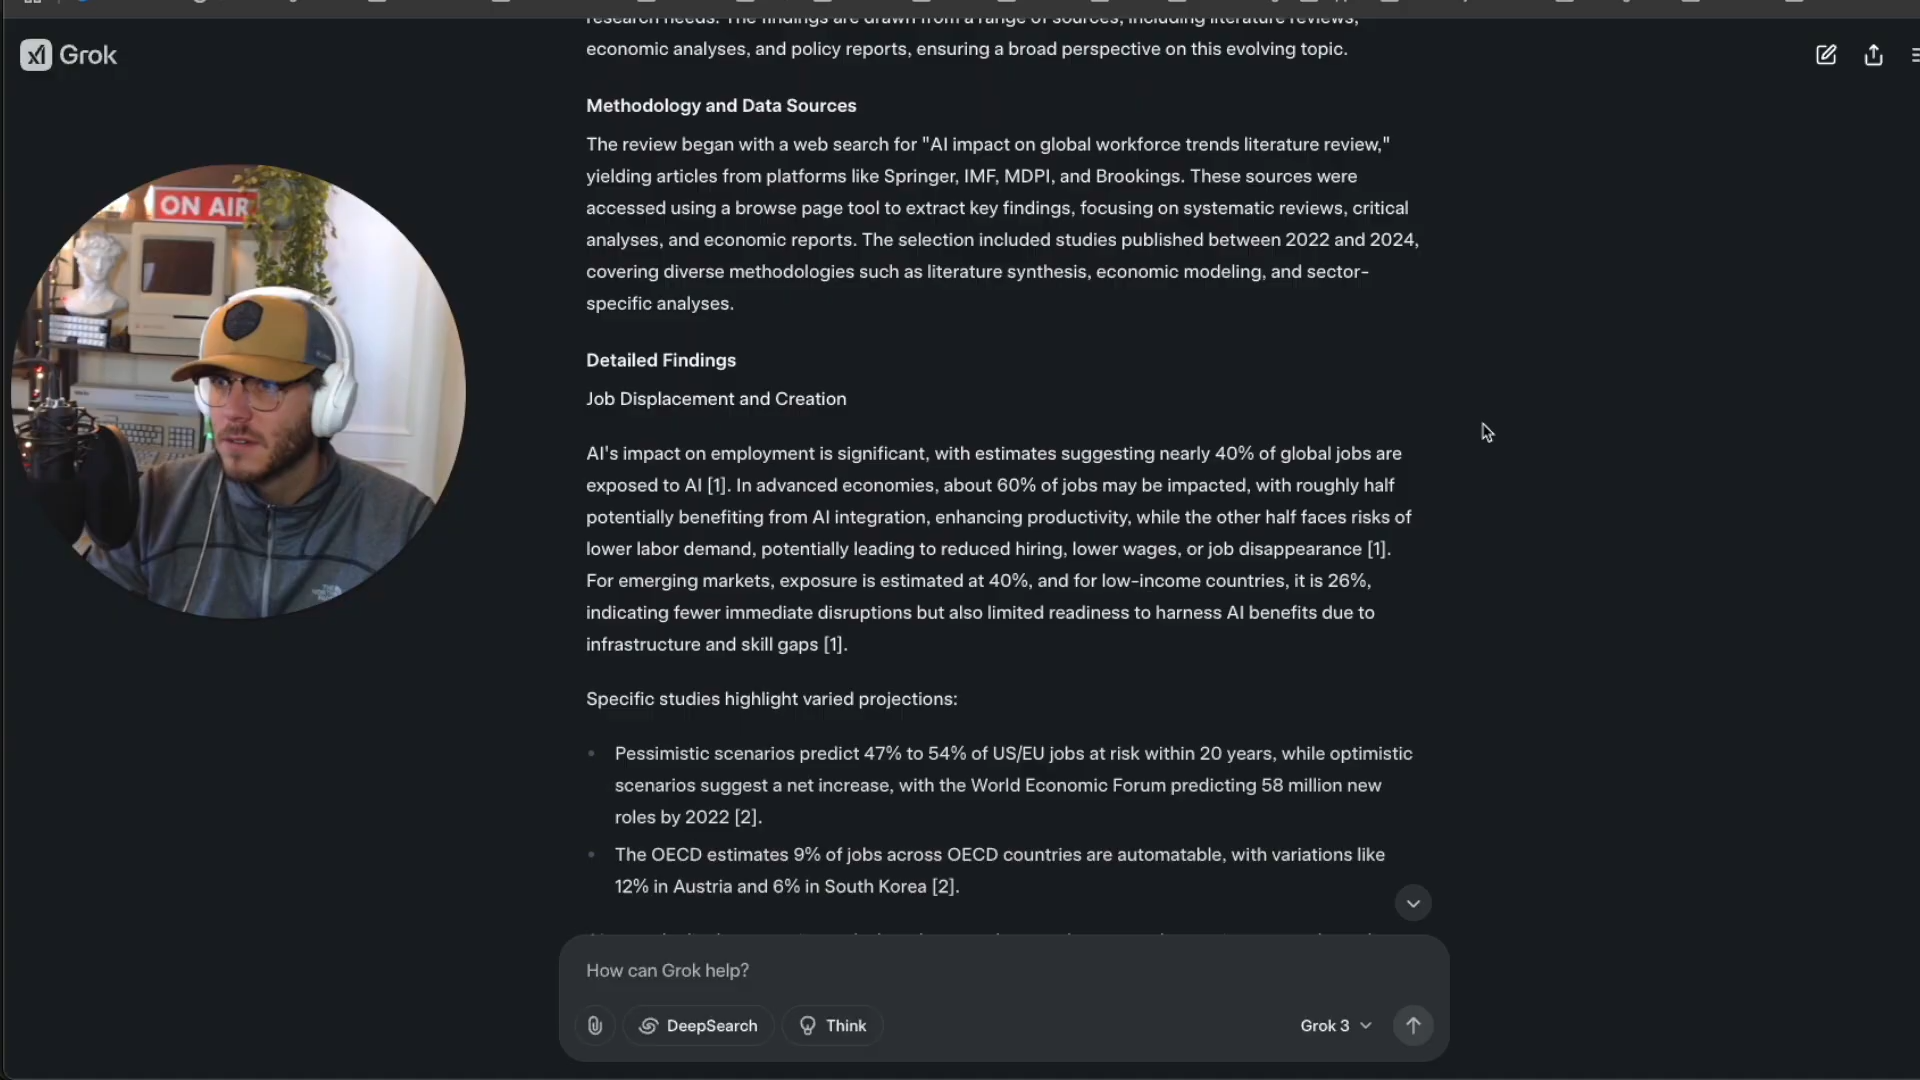 research needs. The findings are drawn from a range of sources, including literature reviews,
economic analyses, and policy reports, ensuring a broad perspective on this evolving topic.
Grok
Methodology and Data Sources
The review began with a web search for "AI impact on global workforce trends literature review,"
yielding articles from platforms like Springer, IMF, MDPI, and Brookings. These sources were
accessed using a browse page tool to extract key findings, focusing on systematic reviews, critical
analyses, and economic reports. The selection included studies published between 2022 and 2024,
covering diverse methodologies such as literature synthesis, economic modeling, and sector-
specific analyses.
ON AIR
Detailed Findings
Job Displacement and Creation
AI's impact on employment is significant, with estimates suggesting nearly 40% of global jobs are
exposed to AI [1]. In advanced economies, about 60% of jobs may be impacted, with roughly half
potentially benefiting from AI integration, enhancing productivity, while the other half faces risks of
lower labor demand, potentially leading to reduced hiring, lower wages, or job disappearance [1].
For emerging markets, exposure is estimated at 40%, and for low-income countries, it is 26%,
indicating fewer immediate disruptions but also limited readiness to harness AI benefits due to
infrastructure and skill gaps [1].
Specific studies highlight varied projections:
Pessimistic scenarios predict 47% to 54% of US/EU jobs at risk within 20 years, while optimistic
scenarios suggest a net increase, with the World Economic Forum predicting 58 million new
roles by 2022 [2].
The OECD estimates 9% of jobs across OECD countries are automatable, with variations like
12% in Austria and 6% in South Korea [2].
How can Grok help?
DeepSearch
Think
Grok 3